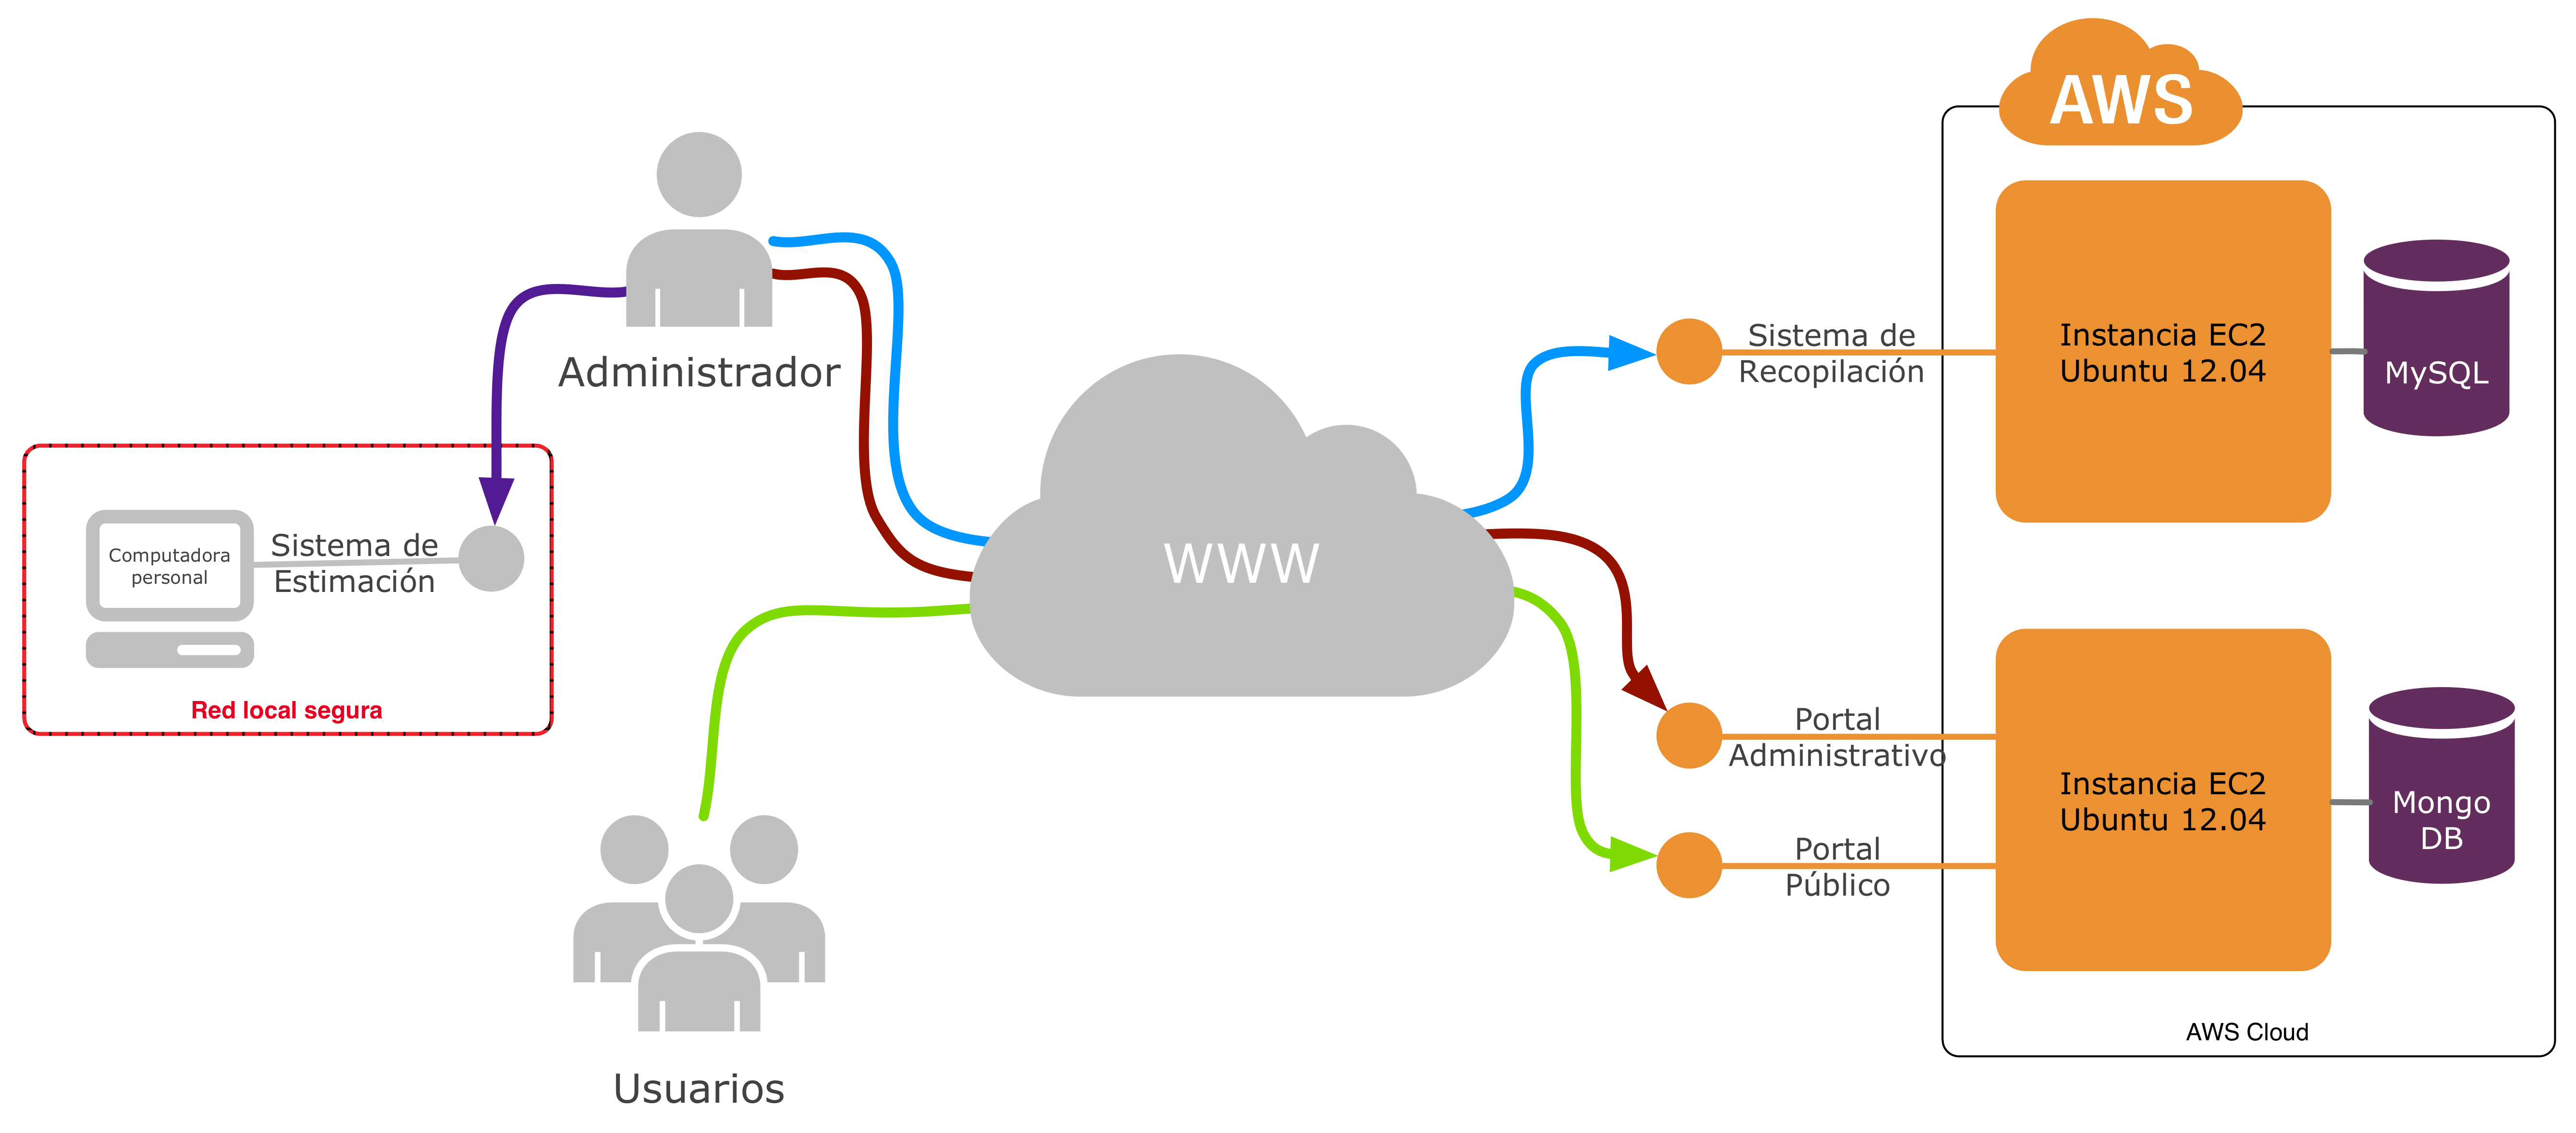 AWS
Administrador
Sistema de
Recopilación
Instancia EC2
Ubuntu 12.04
MySQL
Computadora
personal
Sistema de
Estimación
Red local segura
WWW
Portal
Administrativo
Portal
Público
Instancia EC2
Ubuntu 12.04
Mongo
DB
AWS Cloud
Usuarios